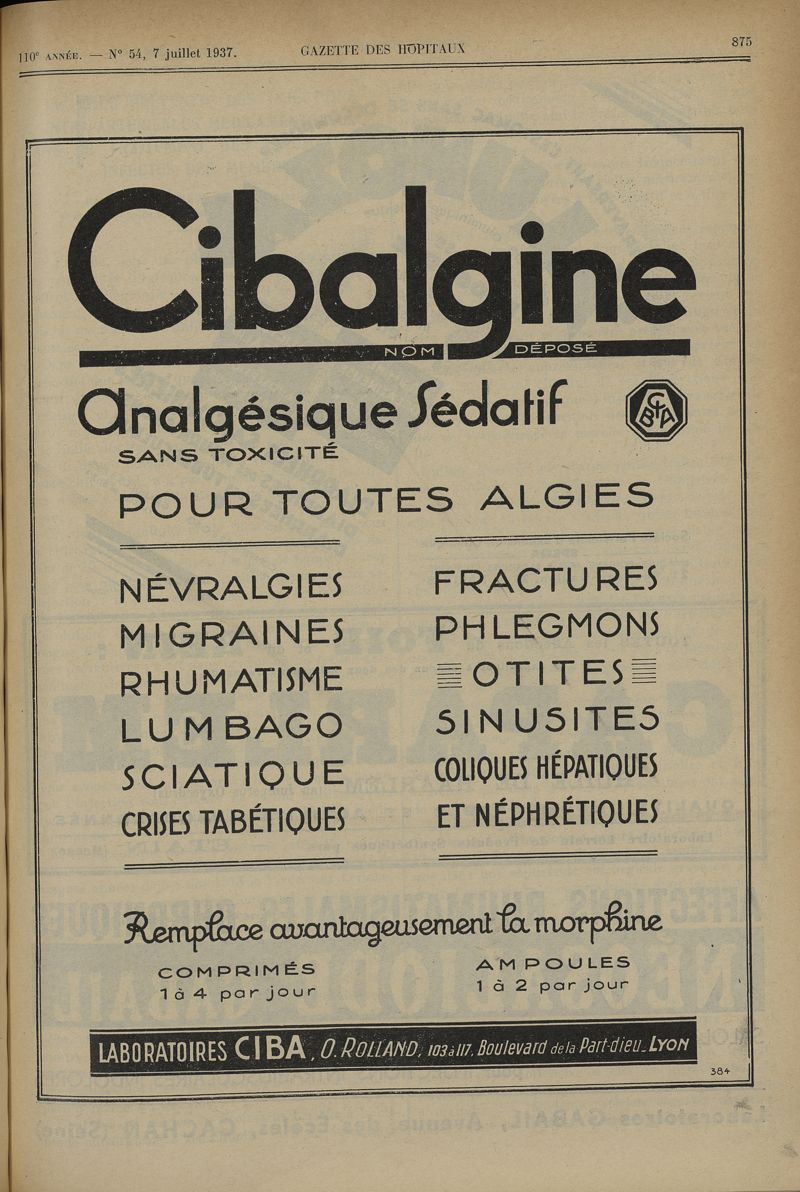 110e ANNÉE. — N° 54, 7 juillet 1937.
GAZETTE DES HOPITAUX
875
Cibalgine
NOM DÉPOSÉ
Analgésique Sédatif
CIBA
SANS TOXICITÉ
POUR TOUTES ALGIES
NÉVRALGIES
MIGRAINES
RHUMATISME
LUMBAGO
SCIATIQUE
CRISES TABÉTIQUES
FRACTURES
PHLEGMONS
OTITES
SINUSITES
COLIQUES HÉPATIQUES
ET NÉPHRÉTIQUES
Remplace avantageusement la morphine
COMPRIMÉS
1 à 4 par jour
AMPOULES
1 à 2 par jour
LABORATOIRES CIBA, O. ROLLAND, 103 à 117, Boulevard de la Part-dieu_LYON
384